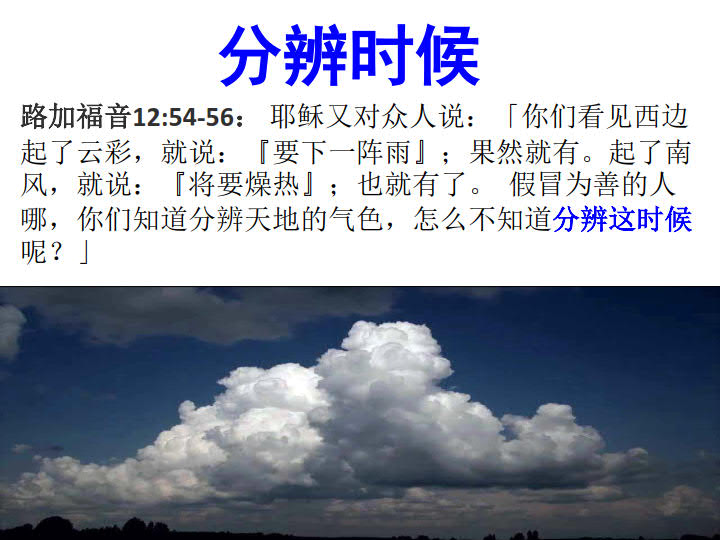 分辨时候
路加福音12:54-56： 耶稣又对众人说：「你们看见西边
起了云彩，就说：『要下一阵雨』；果然就有。起了南
风，就说：『将要燥热』；也就有了。 假冒为善的人
哪，你们知道分辨天地的气色，怎么不知道分辨这时候
呢？」